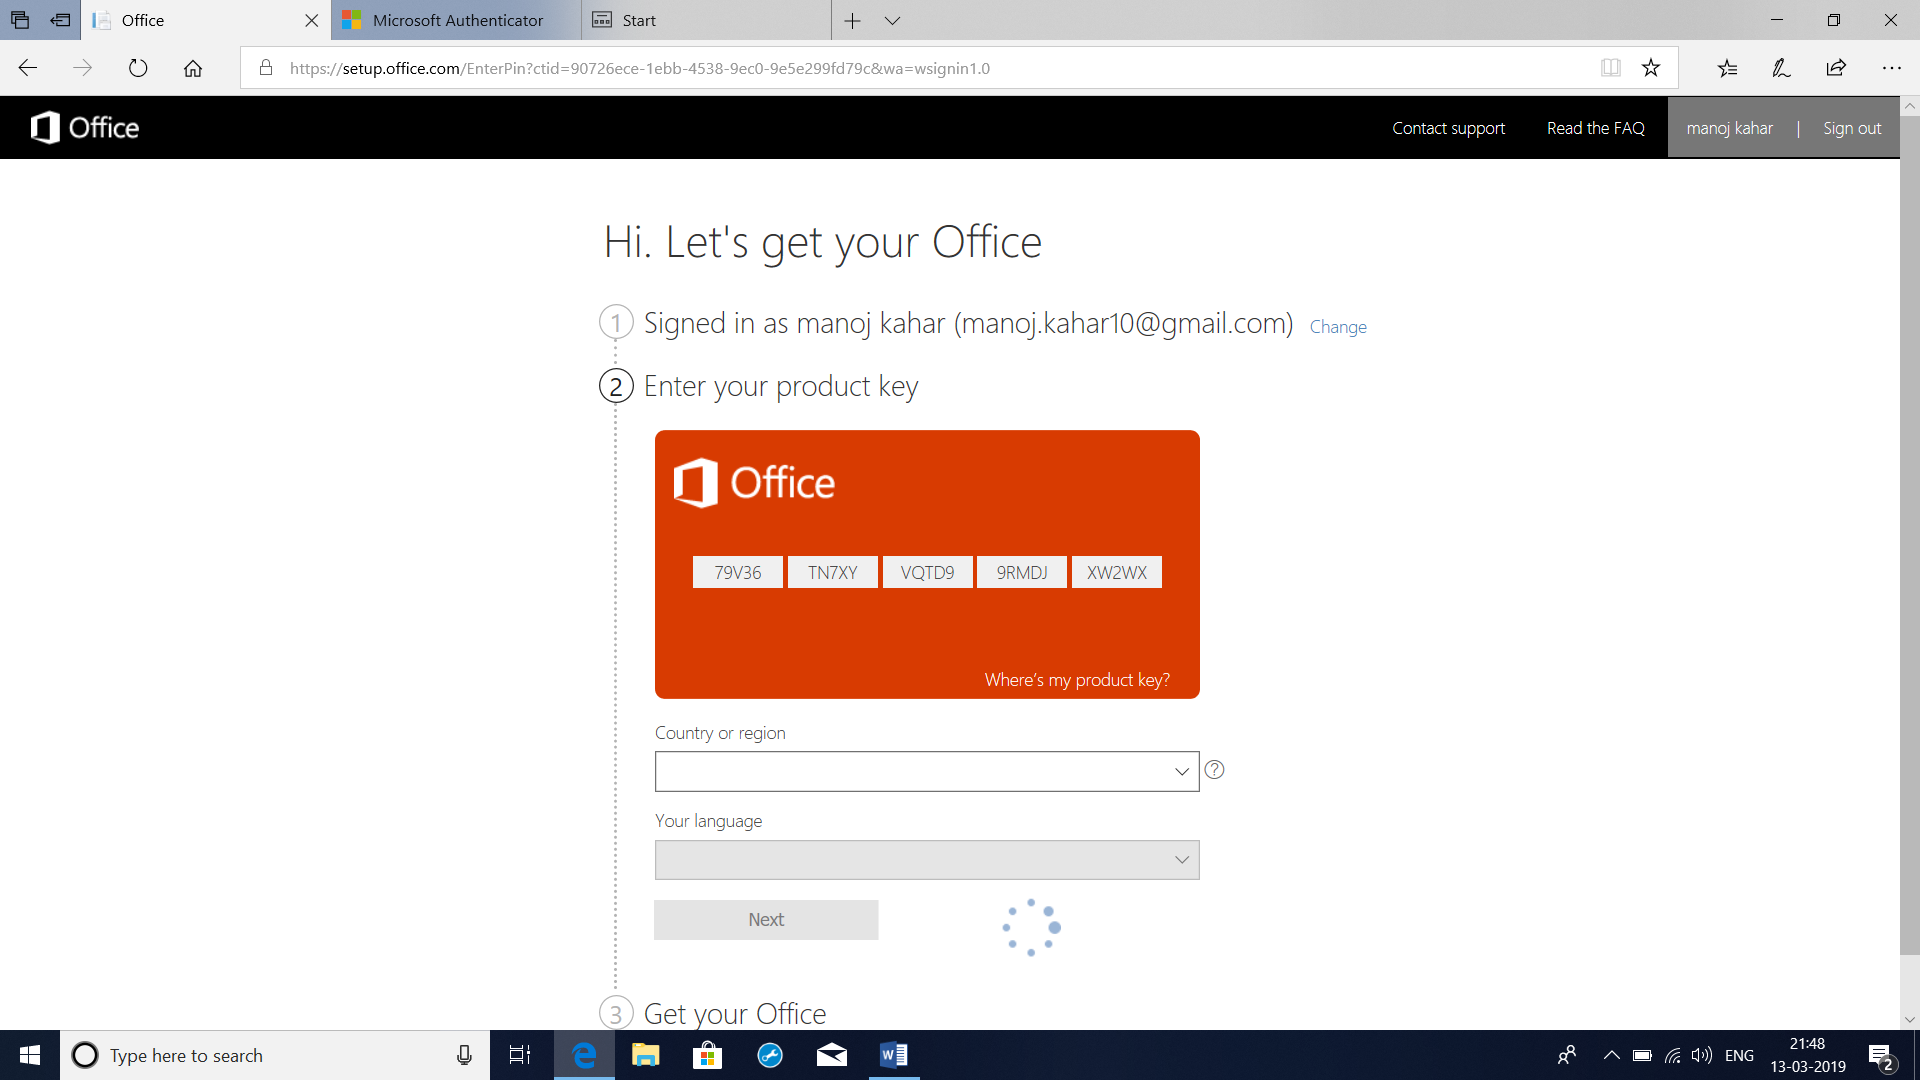 Office
Microsoft Authenticator
Start
https://setup.office.com/EnterPin?ctid=90726ece-1ebb-4538-9ec0-9e5e299fd79c&wa=wsignin1.0
Office
Contact support
Read the FAQ
manoj kahar | Sign out
Hi. Let's get your Office
1 Signed in as manoj kahar (manoj.kahar10@gmail.com) Change
2 Enter your product key
Office
79V36 TN7XY VQTD9 9RMDJ XW2WX
Where's my product key?
Country or region
?
Your language
Next
3 Get your Office
Type here to search
W
ENG
21:48
13-03-2019
2